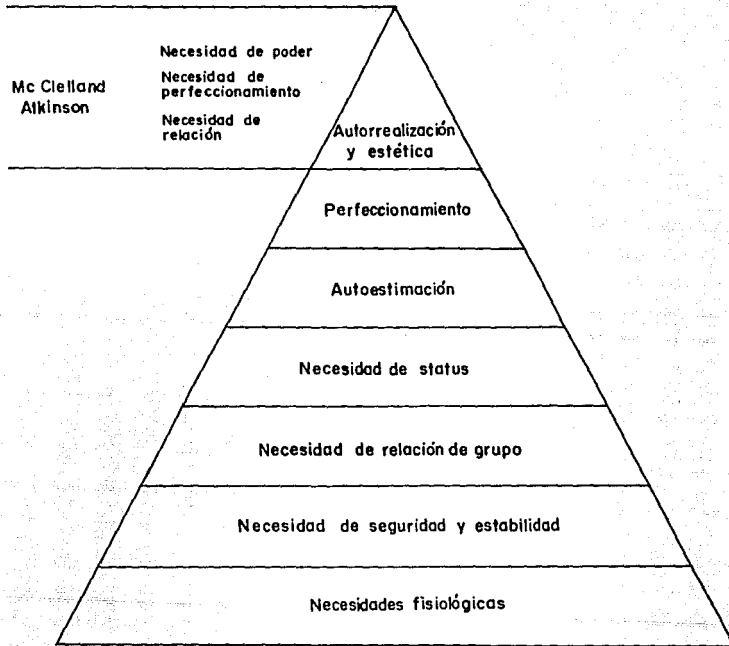 Mc Clelland
Atkinson
Necesidad de poder
Necesidad de
perfeccionamiento
Necesidad de
relación
Autorrealización
y estética
Perfeccionamiento
Autoestimación
Necesidad de status
Necesidad de relación de grupo
Necesidad de seguridad y estabilidad
Necesidades fisiológicas